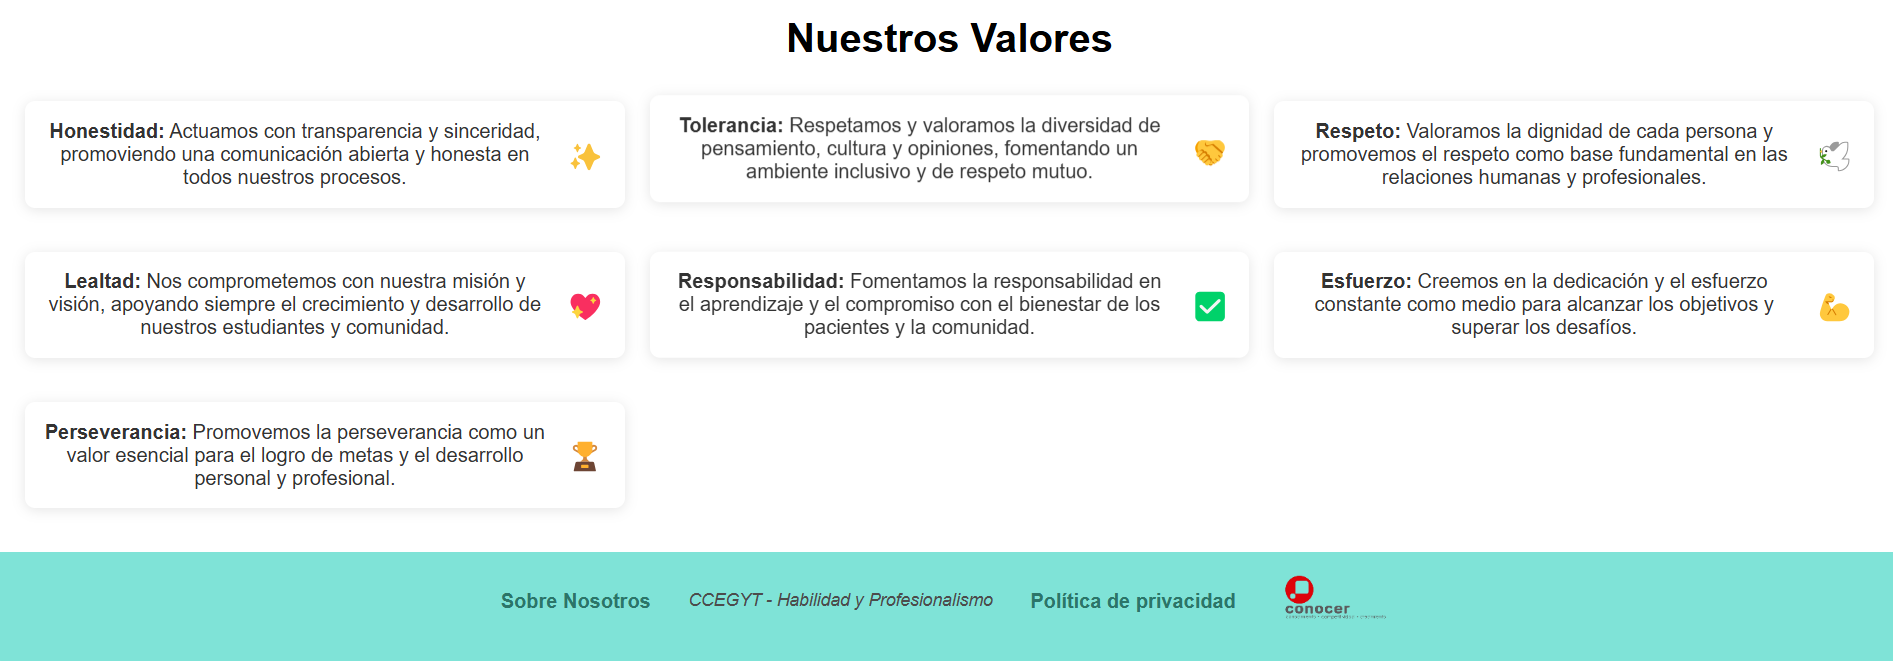 Nuestros Valores
Honestidad: Actuamos con transparencia y sinceridad,
promoviendo una comunicación abierta y honesta en
todos nuestros procesos.
Tolerancia: Respetamos y valoramos la diversidad de
pensamiento, cultura y opiniones, fomentando un
ambiente inclusivo y de respeto mutuo.
Respeto: Valoramos la dignidad de cada persona y
promovemos el respeto como base fundamental en las
relaciones humanas y profesionales.
Lealtad: Nos comprometemos con nuestra misión y
visión, apoyando siempre el crecimiento y desarrollo de
nuestros estudiantes y comunidad.
Responsabilidad: Fomentamos la responsabilidad en
el aprendizaje y el compromiso con el bienestar de los
pacientes y la comunidad.
Esfuerzo: Creemos en la dedicación y el esfuerzo
constante como medio para alcanzar los objetivos y
superar los desafíos.
Perseverancia: Promovemos la perseverancia como un
valor esencial para el logro de metas y el desarrollo
personal y profesional.
Sobre Nosotros
CCEGYT - Habilidad y Profesionalismo
Política de privacidad
conocer